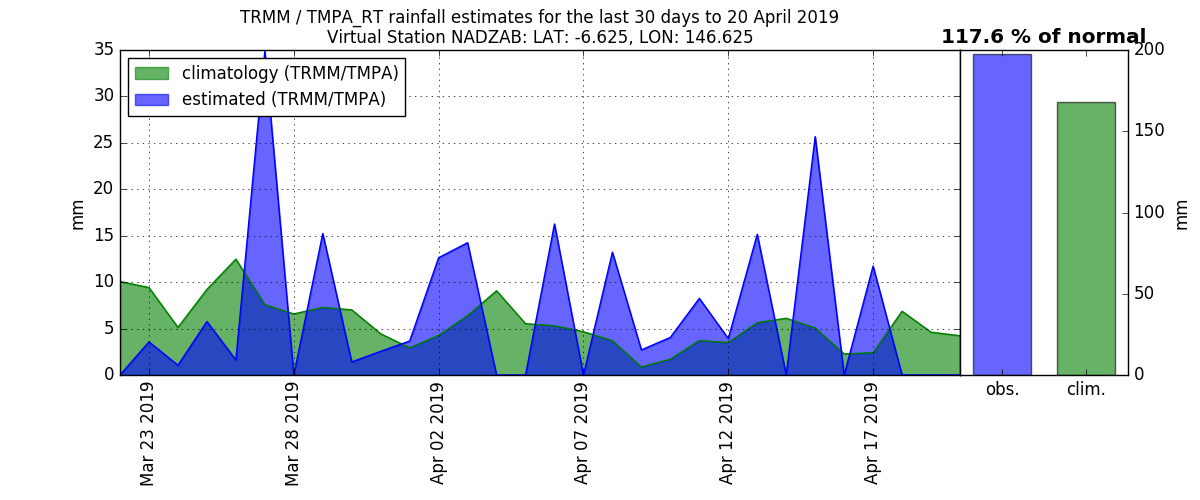 TRMM / TMPA_RT rainfall estimates for the last 30 days to 20 April 2019
Virtual Station NADZAB: LAT: -6.625, LON: 146.625
117.6 % of normal
climatology (TRMM/TMPA)
estimated (TRMM/TMPA)
35
30
25
20
15
10
5
0
mm
Mar 23 2019
Mar 28 2019
Apr 02 2019
Apr 07 2019
Apr 12 2019
Apr 17 2019
200
150
100
50
0
mm
obs.
clim.